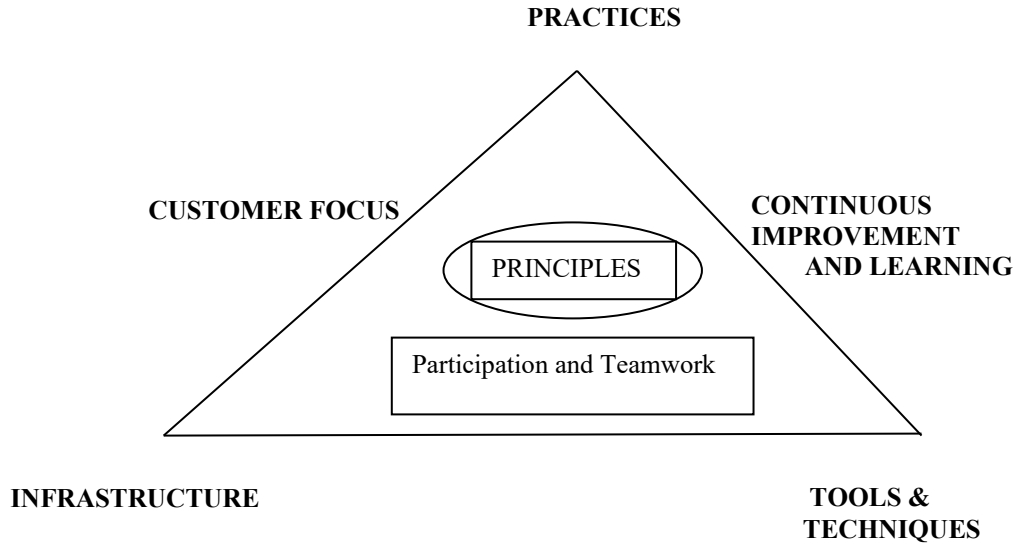 PRACTICES
CUSTOMER FOCUS
CONTINUOUS
IMPROVEMENT
AND LEARNING
PRINCIPLES
Participation and Teamwork
INFRASTRUCTURE
TOOLS &
TECHNIQUES